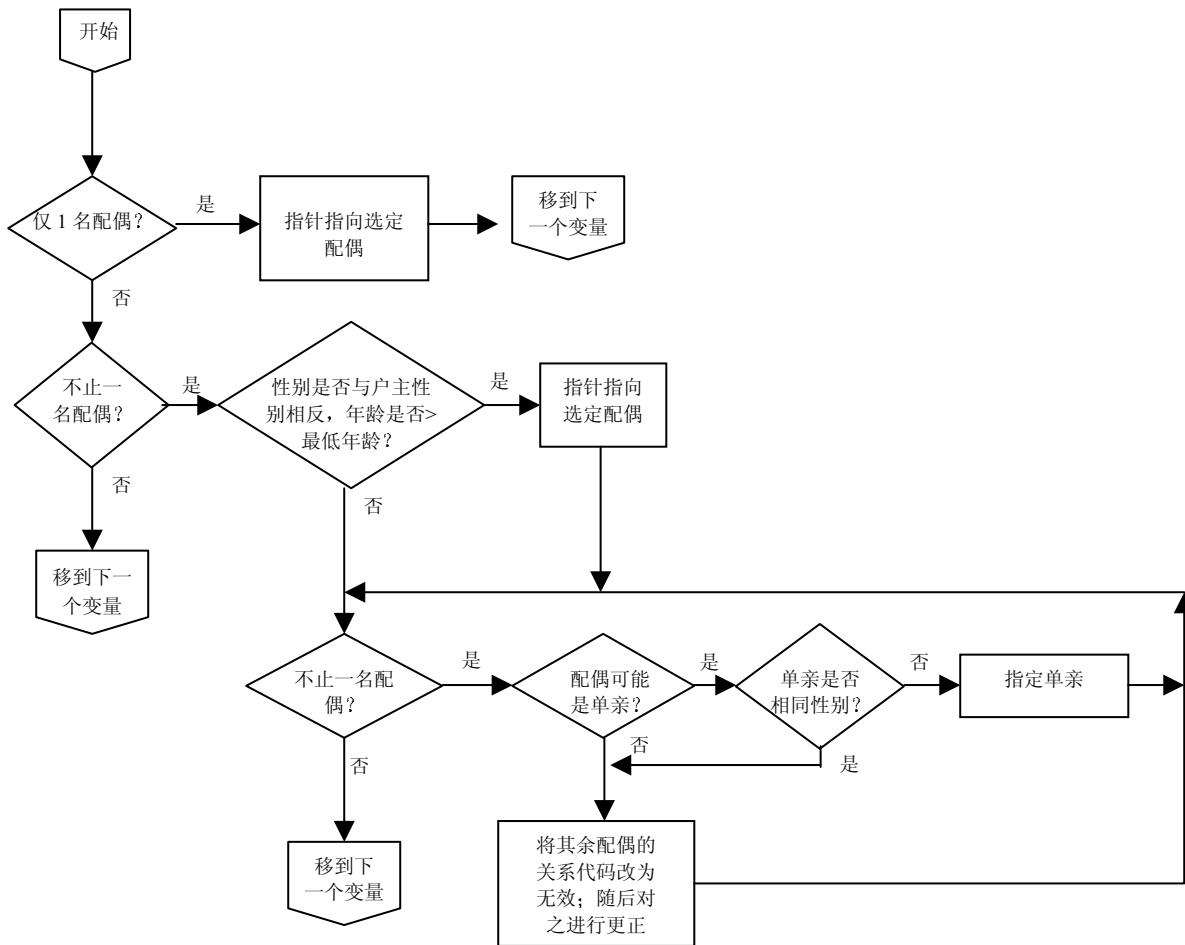 开始
仅 1 名配偶？
是
指针指向选定
配偶
移到下
一个变量
否
不止一
名配偶？
是
性别是否与户主性
别相反，年龄是否>
最低年龄？
是
指针指向
选定配偶
否
否
移到下一
个变量
不止一名配
偶？
是
配偶可能
是单亲？
是
单亲是否
相同性别？
否
指定单亲
否
否
是
移到下
一个变量
将其余配偶的
关系代码改为
无效；随后对
之进行更正